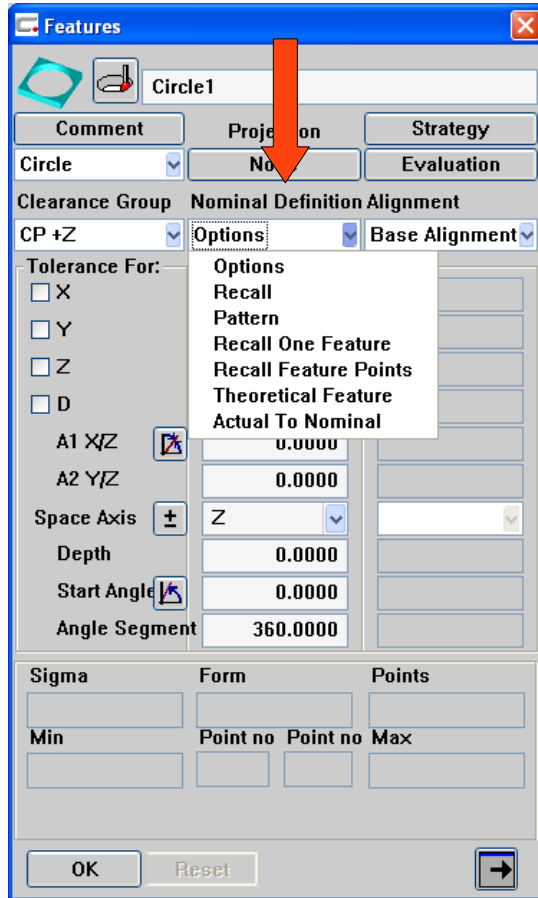 Features
Circle1
Comment Projection Strategy
Circle Evaluation
Clearance Group Nominal Definition Alignment
CP +Z Options Base Alignment
Tolerance For:
Options
X
Recall
Pattern
Y
Recall One Feature
Z
Recall Feature Points
Theoretical Feature
D
Actual To Nominal
A1 X/Z 0.0000
A2 Y/Z 0.0000
Space Axis ± Z
Depth 0.0000
Start Angle 0.0000
Angle Segment 360.0000
Sigma Form Points
Min Point no Point no Max
OK Reset